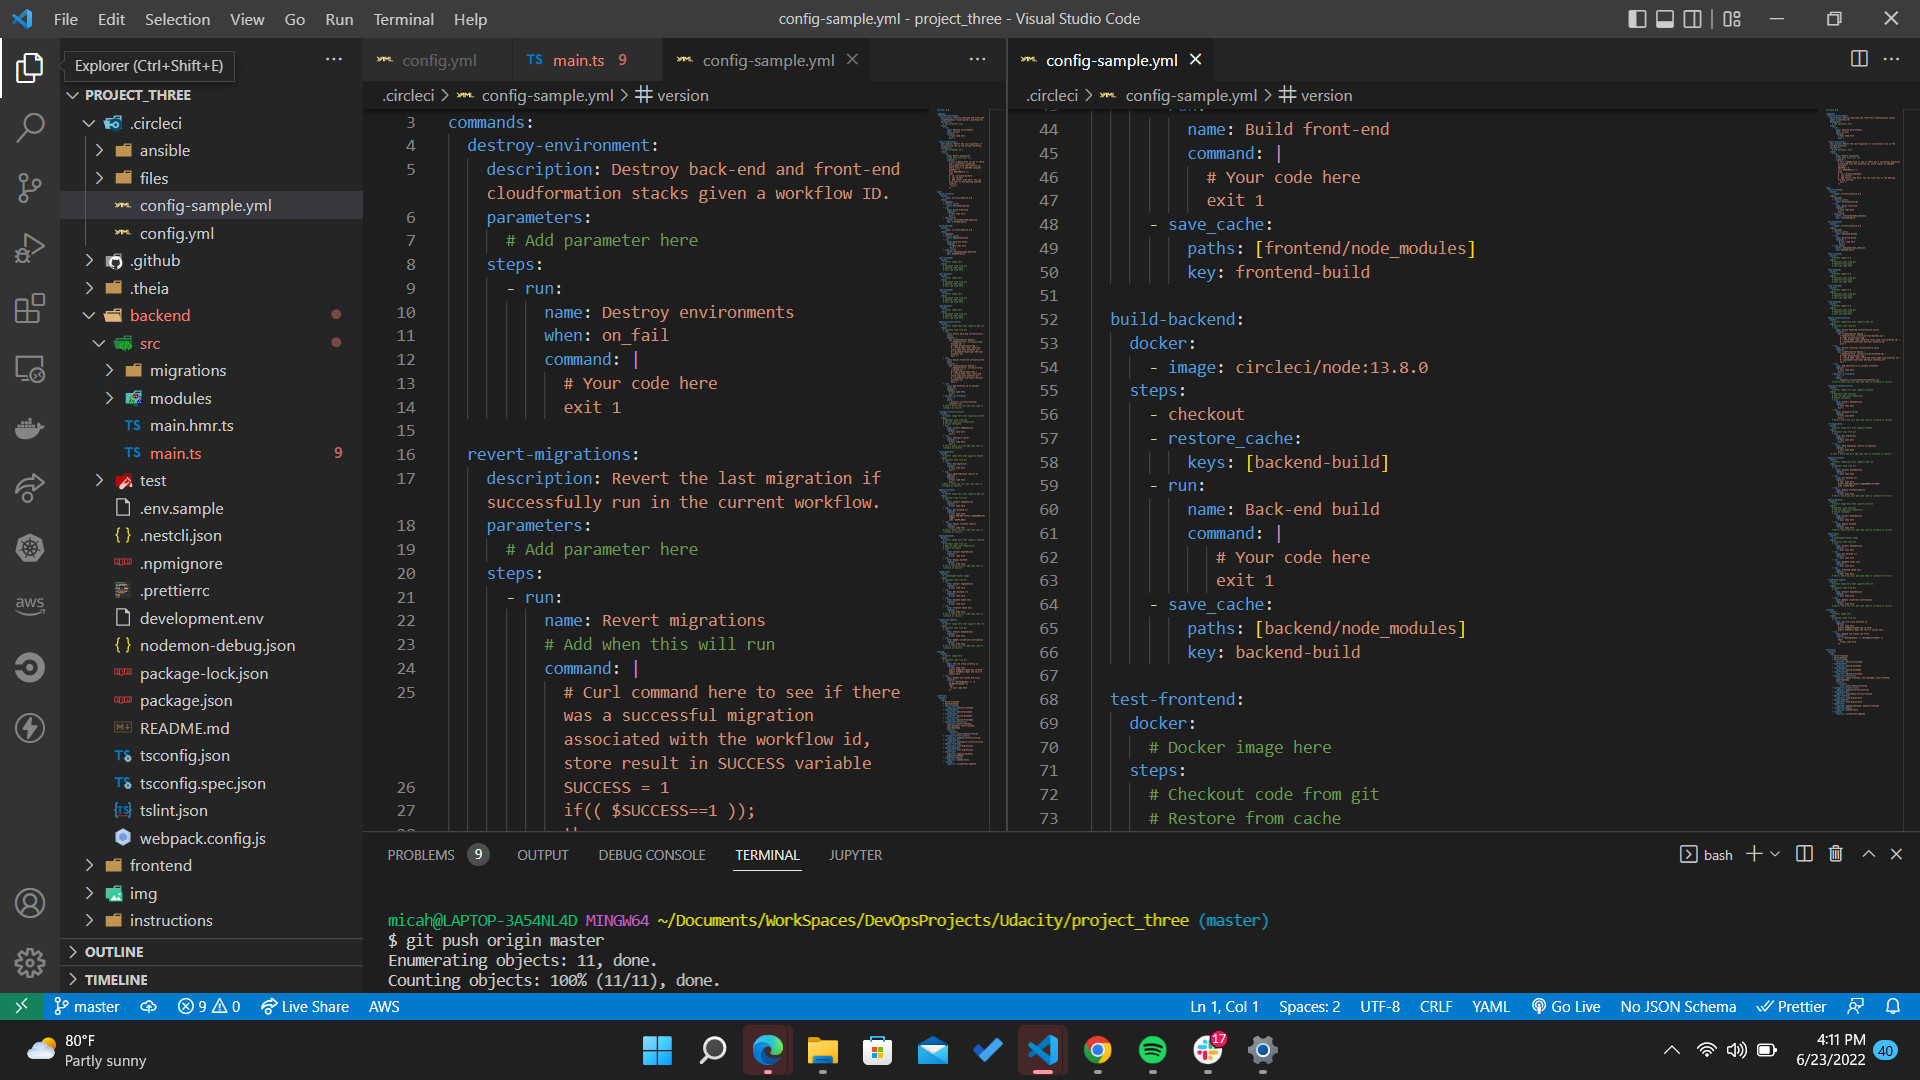 File Edit Selection View Go Run Terminal Help
config-sample.yml - project_three - Visual Studio Code
Explorer (Ctrl+Shift+E)
PROJECT_THREE
.circleci
ansible
files
config-sample.yml
config.yml
.github
.theia
backend
src
migrations
modules
TS main.hmr.ts
TS main.ts 9
test
.env.sample
{} .nestcli.json
.npmignore
.prettierrc
development.env
{} nodemon-debug.json
package-lock.json
package.json
README.md
tsconfig.json
tsconfig.spec.json
tslint.json
webpack.config.js
frontend
img
instructions
OUTLINE
TIMELINE
aws
config.yml
TS main.ts 9
config-sample.yml
.circleci > config-sample.yml > version
3 commands:
4 destroy-environment:
5 description: Destroy back-end and front-end
cloudformation stacks given a workflow ID.
6 parameters:
7 # Add parameter here
8 steps:
9 - run:
10 name: Destroy environments
11 when: on_fail
12 command: |
13 # Your code here
14 exit 1
15
16 revert-migrations:
17 description: Revert the last migration if
successfully run in the current workflow.
18 parameters:
19 # Add parameter here
20 steps:
21 - run:
22 name: Revert migrations
23 # Add when this will run
24 command: |
25 # Curl command here to see if there
was a successful migration
associated with the workflow id,
store result in SUCCESS variable
26 SUCCESS = 1
27 if(( $SUCCESS==1 ));
config-sample.yml
.circleci > config-sample.yml > version
44 name: Build front-end
45 command: |
46 # Your code here
47 exit 1
48 - save_cache:
49 paths: [frontend/node_modules]
50 key: frontend-build
51
52 build-backend:
53 docker:
54 - image: circleci/node:13.8.0
55 steps:
56 - checkout
57 - restore_cache:
58 keys: [backend-build]
59 - run:
60 name: Back-end build
61 command: |
62 # Your code here
63 exit 1
64 - save_cache:
65 paths: [backend/node_modules]
66 key: backend-build
67
68 test-frontend:
69 docker:
70 # Docker image here
71 steps:
72 # Checkout code from git
73 # Restore from cache
PROBLEMS 9 OUTPUT DEBUG CONSOLE TERMINAL JUPYTER
bash
micah@LAPTOP-3A54NL4D MINGW64 ~/Documents/WorkSpaces/DevOpsProjects/Udacity/project_three (master)
$ git push origin master
Enumerating objects: 11, done.
Counting objects: 100% (11/11), done.
master 9 0 Live Share AWS
Ln 1, Col 1 Spaces: 2 UTF-8 CRLF YAML Go Live No JSON Schema Prettier
80°F
Partly sunny
17
4:11 PM
6/23/2022
40